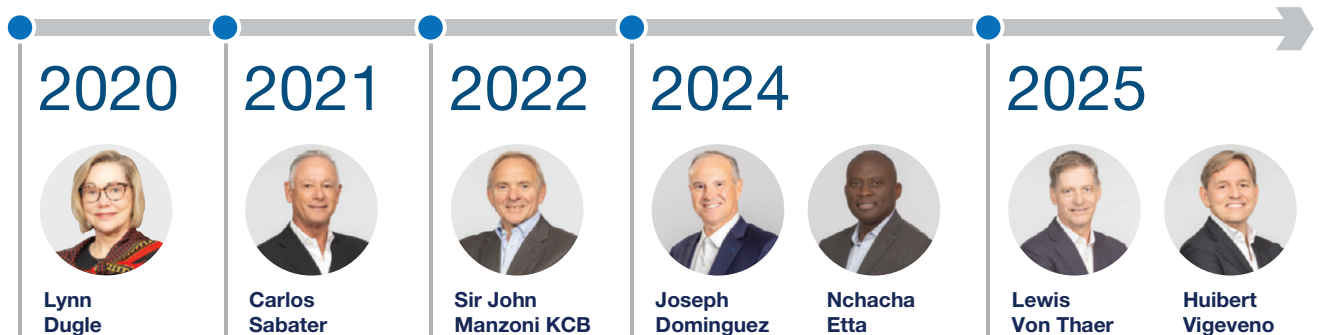 2020
2021
2022
2024
2025
Lynn
Dugle
Carlos
Sabater
Sir John
Manzoni KCB
Joseph
Dominguez
Nchacha
Etta
Lewis
Von Thaer
Huibert
Vigeveno